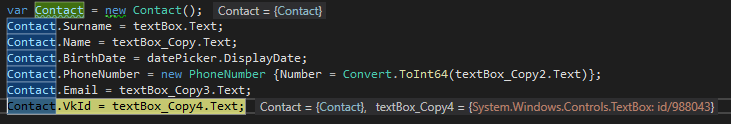 var Contact = new Contact(); Contact = {Contact}
Contact.Surname = textBox.Text;
Contact.Name = textBox_Copy.Text;
Contact.BirthDate = datePicker.DisplayDate;
Contact.PhoneNumber = new PhoneNumber {Number = Convert.ToInt64(textBox_Copy2.Text)};
Contact.Email = textBox_Copy3.Text;
Contact.VkId = textBox_Copy4.Text; Contact = {Contact}, textBox_Copy4 = {System.Windows.Controls.TextBox: id/988043}